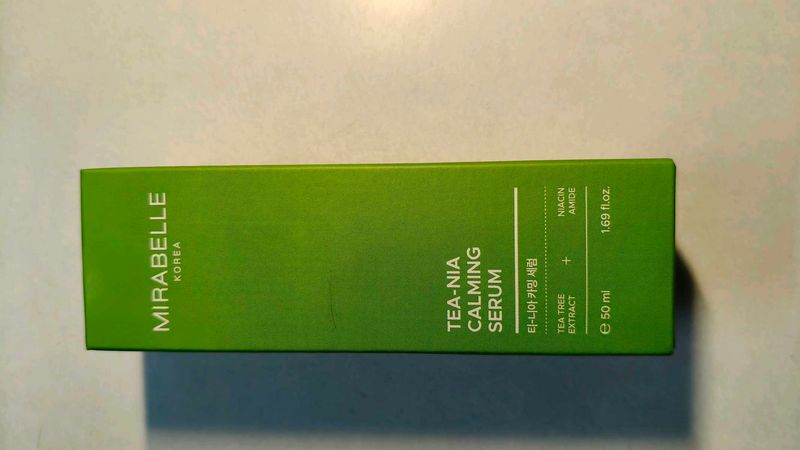 MIRABELLE
KOREA
TEA-NIA
CALMING
SERUM
티-니아 카밍 세럼
TEA TREE
EXTRACT
+
NIACIN
AMIDE
℮ 50 ml
1.69 fl.oz.